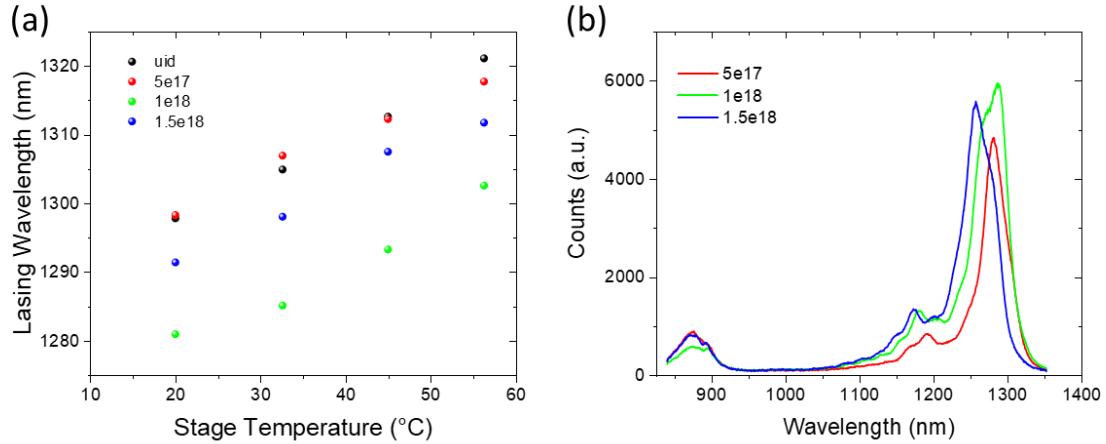 (a)
Lasing Wavelength (nm)
1320
1310
1300
1290
1280
uid
5e17
1e18
1.5e18
10
20
30
40
50
60
Stage Temperature (°C)
(b)
Counts (a.u.)
6000
4000
2000
0
5e17
1e18
1.5e18
900
1000
1100
1200
1300
1400
Wavelength (nm)